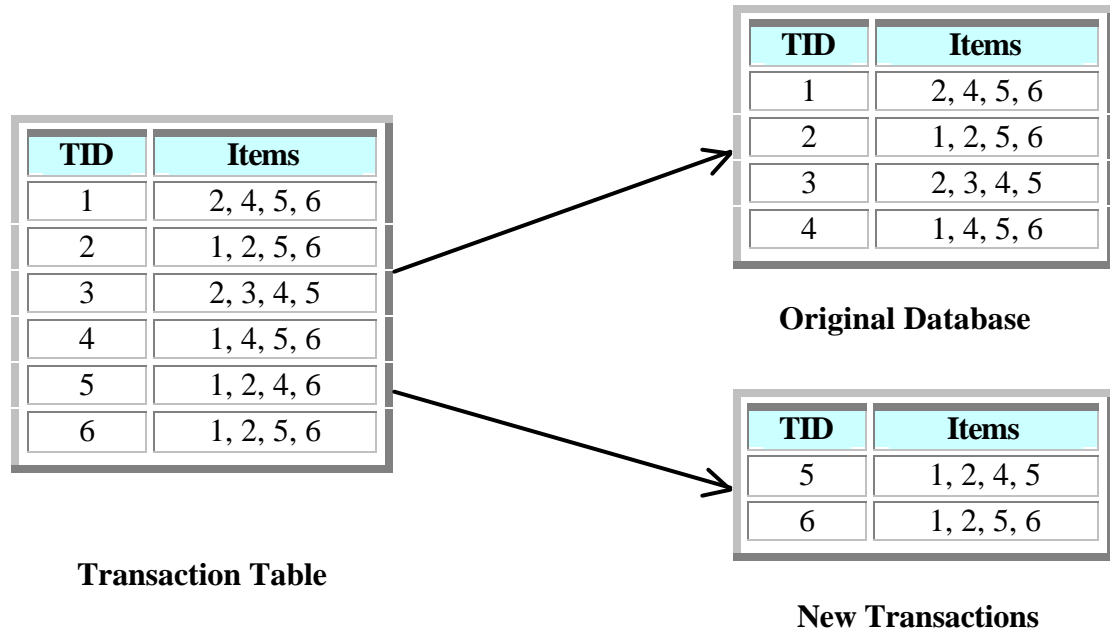 TID Items
1 2, 4, 5, 6
2 1, 2, 5, 6
3 2, 3, 4, 5
4 1, 4, 5, 6
5 1, 2, 4, 6
6 1, 2, 5, 6
Transaction Table
TID Items
1 2, 4, 5, 6
2 1, 2, 5, 6
3 2, 3, 4, 5
4 1, 4, 5, 6
Original Database
TID Items
5 1, 2, 4, 5
6 1, 2, 5, 6
New Transactions